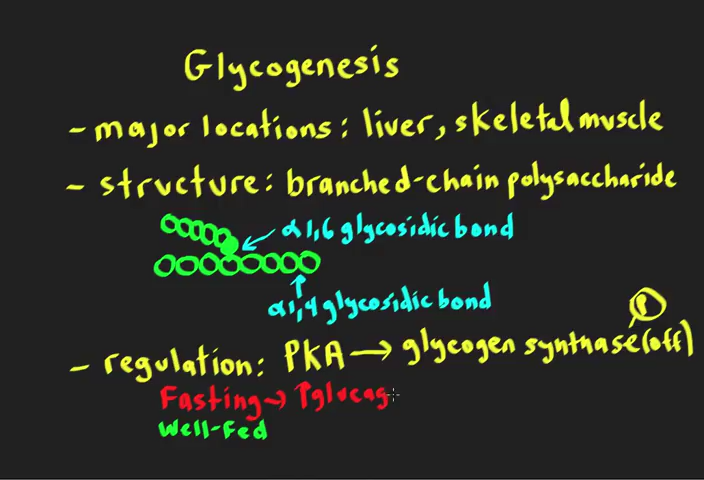 Glycogenesis
- major locations: liver, skeletal muscle
- structure: branched-chain polysaccharide
α1,6 glycosidic bond
α1,4 glycosidic bond
P
- regulation: PKA → glycogen synthase (off)
Fasting → ↑glucag
Well-Fed